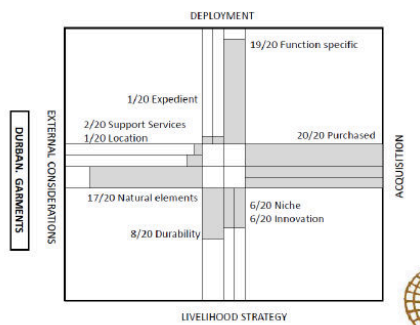 DEPLOYMENT
19/20 Function specific
1/20 Expedient
2/20 Support Services
1/20 Location
20/20 Purchased
DURBAN. GARMENTS
EXTERNAL CONSIDERATIONS
ACQUISITION
17/20 Natural elements
6/20 Niche
6/20 Innovation
8/20 Durability
LIVELIHOOD STRATEGY